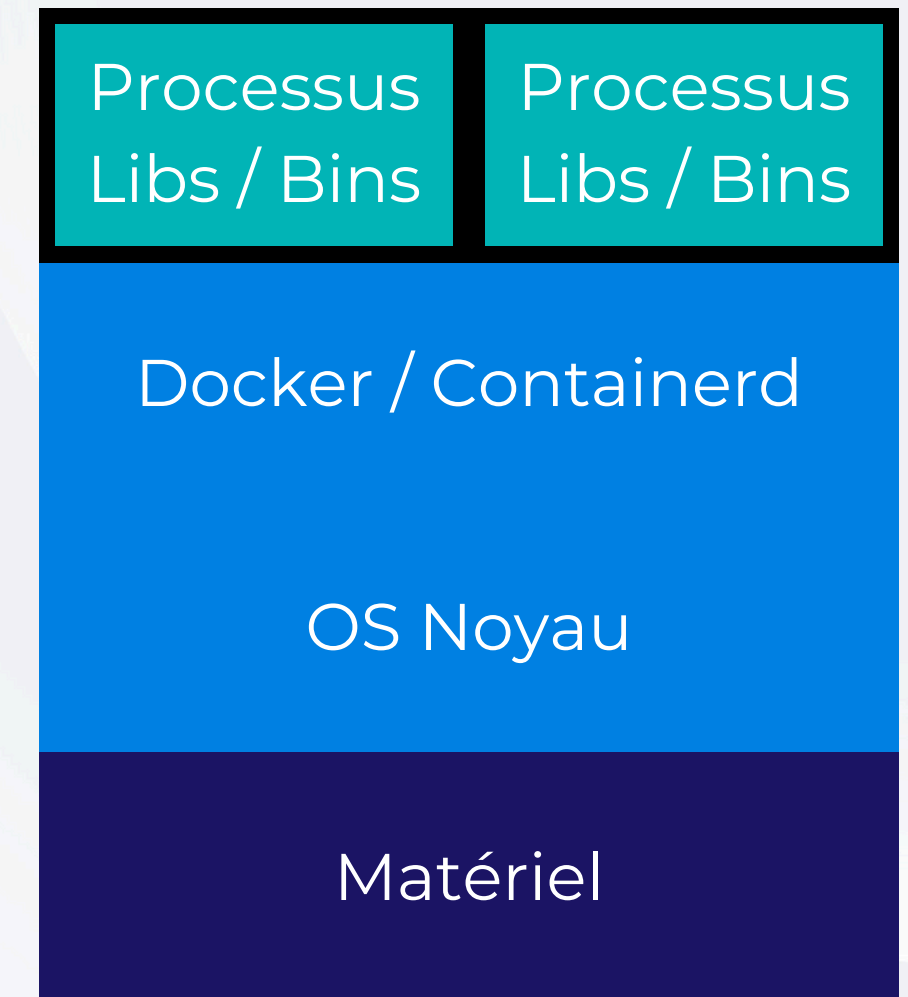 Processus
Libs / Bins
Processus
Libs / Bins
Docker / Containerd
OS Noyau
Matériel